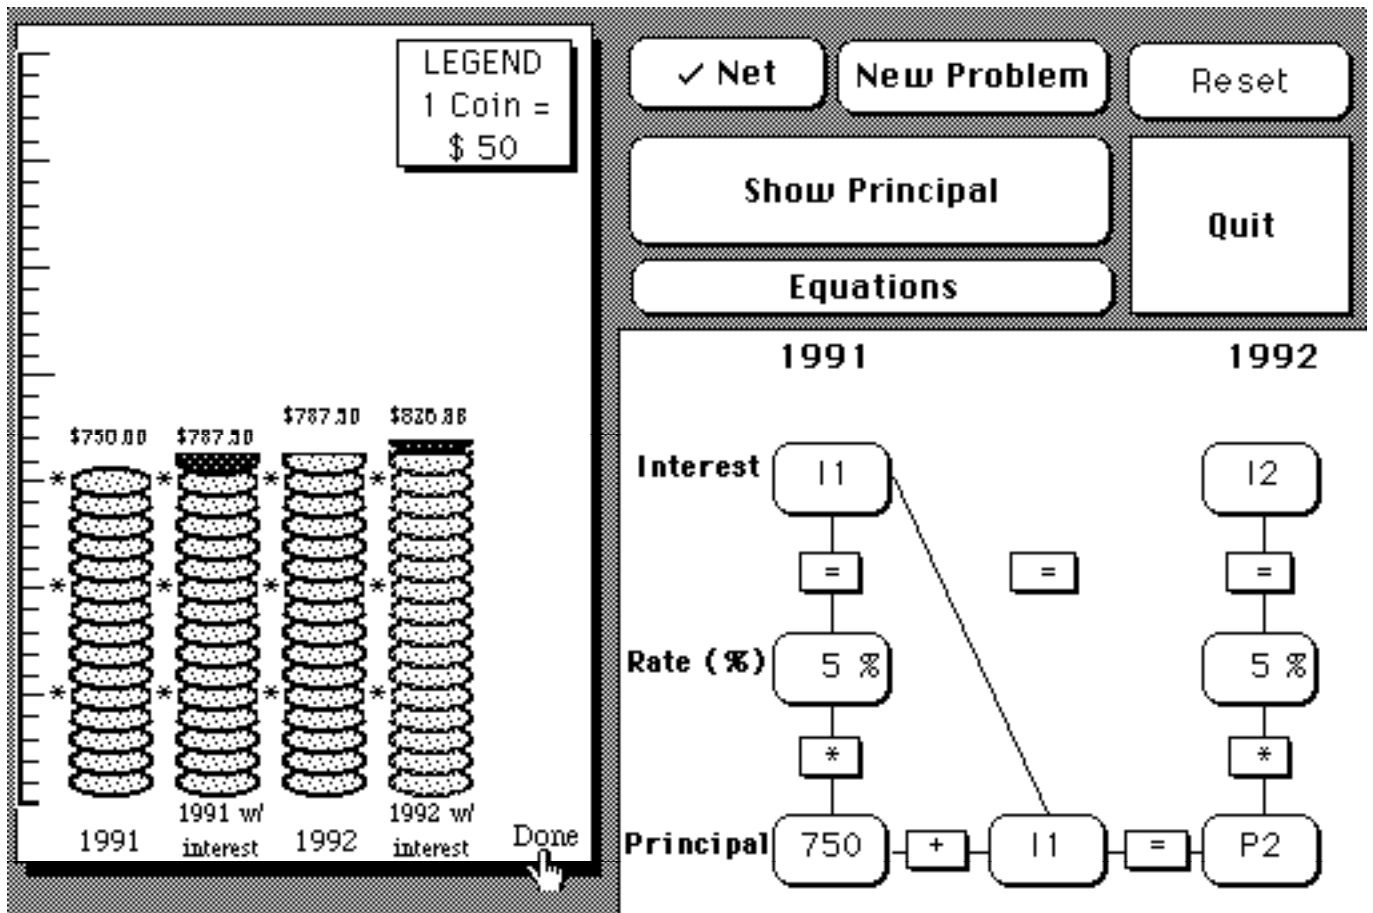 LEGEND
1 Coin =
$ 50
$750.00
$787.50
$787.50
* * * *
* * * *
* * * *
1991
1991 w/
interest
1992
1992 w/
interest
Done
✓ Net
New Problem
Reset
Show Principal
Quit
Equations
1991 1992
Interest I1 I2
= = =
Rate (%) 5 % 5 %
* *
Principal 750 + I1 = P2